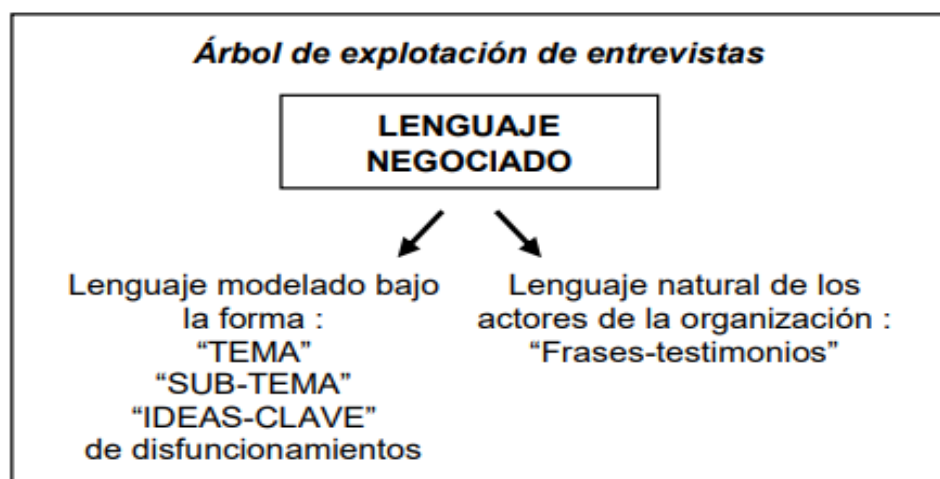 Árbol de explotación de entrevistas
LENGUAJE
NEGOCIADO
Lenguaje modelado bajo
la forma :
“TEMA”
“SUB-TEMA”
“IDEAS-CLAVE”
de disfuncionamientos
Lenguaje natural de los
actores de la organización :
“Frases-testimonios”